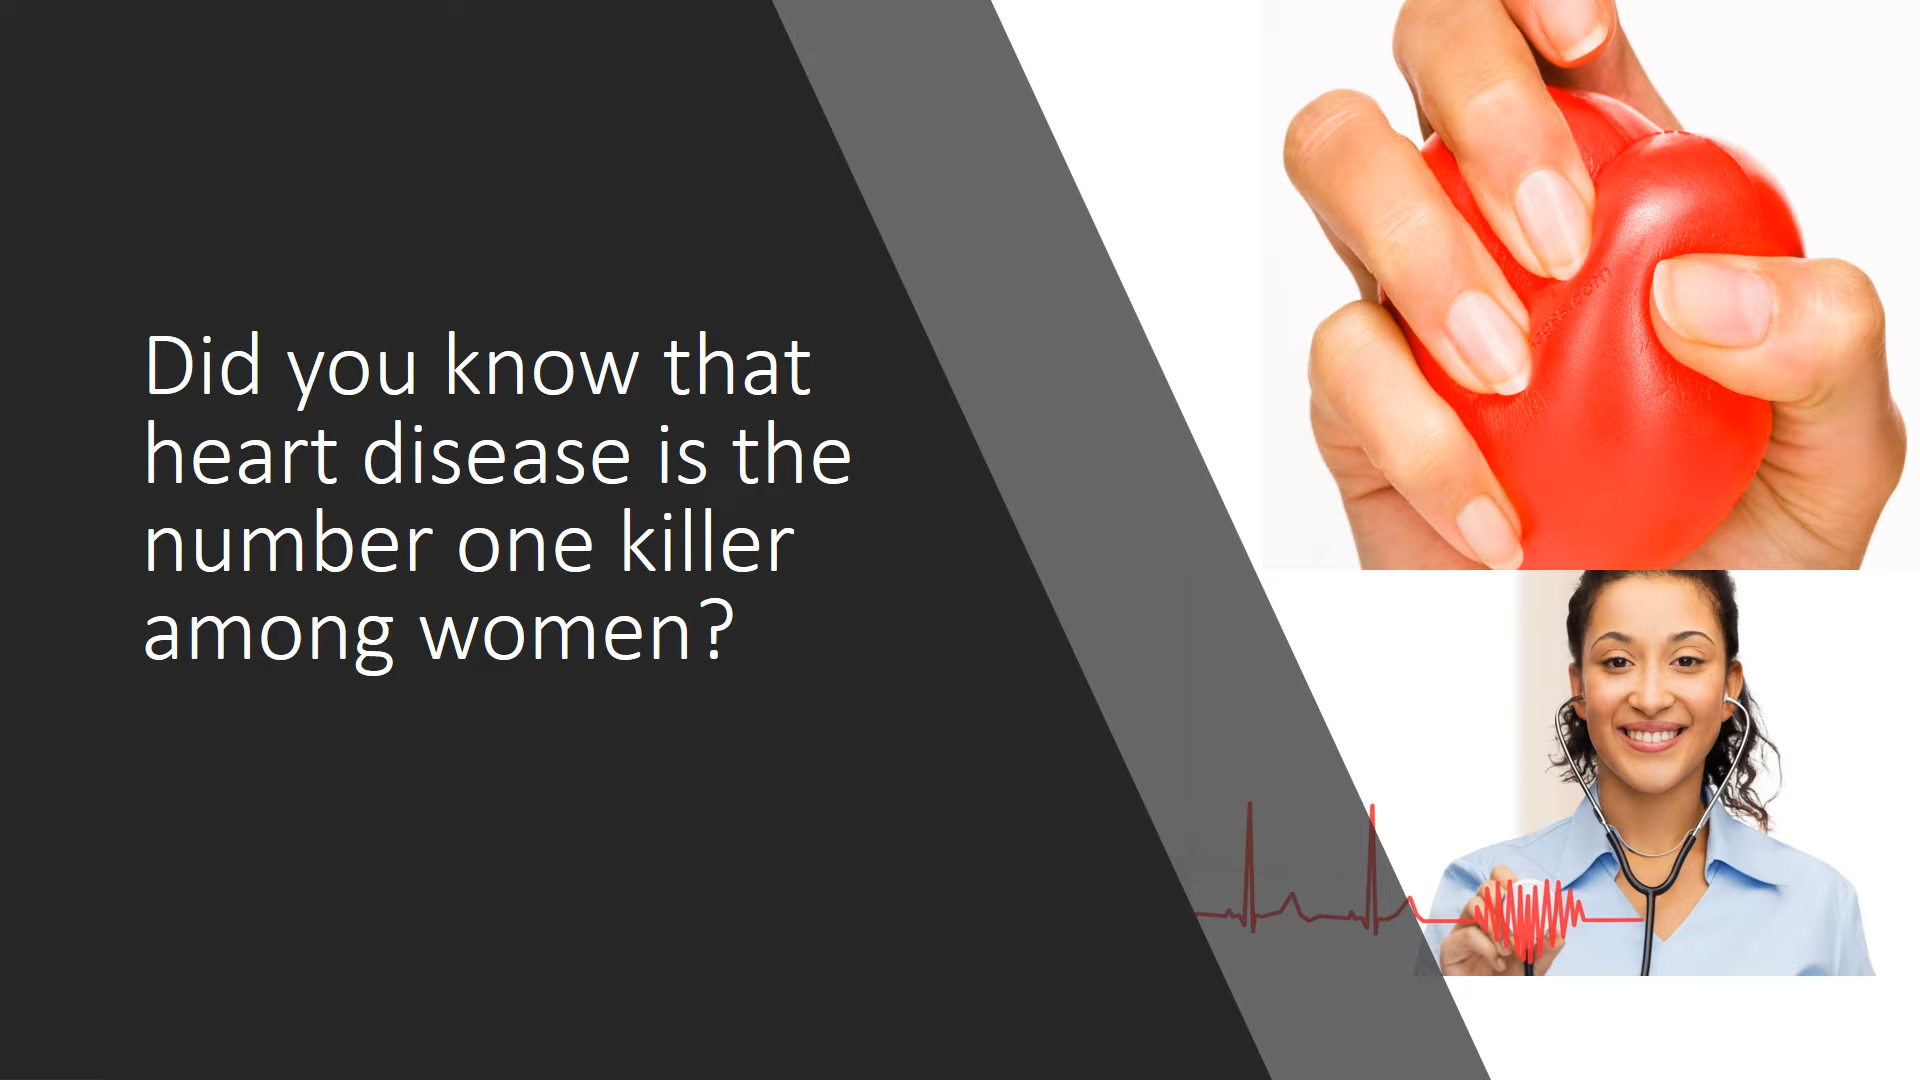 Did you know that
heart disease is the
number one killer
among women?